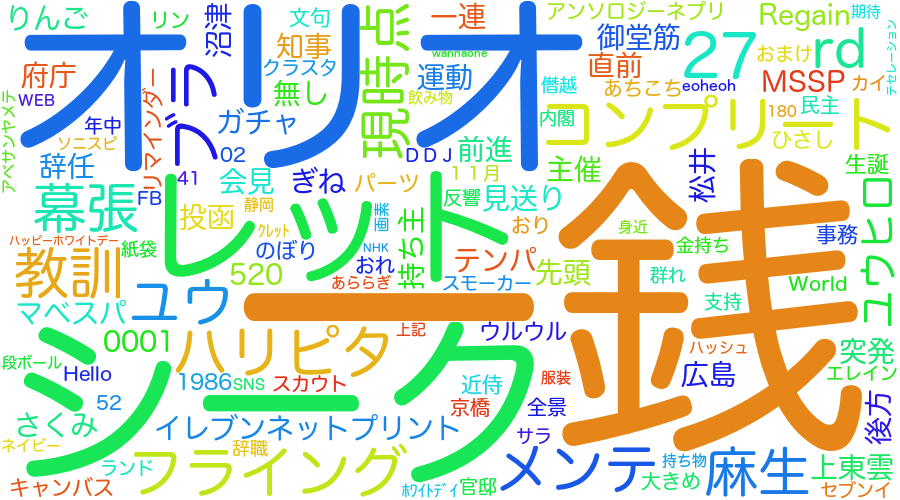 りんご
リン
文句
一連
アンソロジーネプリ
Regain
期待
オリオ
沼津
知事
現時点
wannaone
御堂筋
27
rd
おまけ
テセレーション
府庁
クラスタ
運動
直前
MSSP
カイ
WEB
リマインダー
ブラ
無し
飲み物
あちこち
eoheoh
アベサンヤメテ
年中
ガチャ
僭越
コンプリート
180
民主
ソニスピ
02
DDJ
前進
内閣
ひさし
辞任
会見
ぎね
パーツ
11月
主催
松井
生誕
FB
41
静岡
画楽
反響
見送り
銭
幕張
投函
レット
持ち主
おり
身近
ユウヒロ
ハッピーホワイトデー
紙袋
クレット
のぼり
NHK
テンパ
金持ち
事務
教訓
520
おれ
先頭
群れ
World
マベスパ
ユウ
あららぎ
スモーカー
支持
ー
0001
ハリピタ
上記
ウルウル
ハッシュ
突発
段ボール
シーク
Hello
1986
SNS
スカウト
近侍
服装
広島
エレイン
52
京橋
全景
後方
さくみ
イレブンネットプリント
サラ
ネイビー
辞職
ランド
フライング
メンテ
持ち物
麻生
上東雲
キャンバス
ホワイトデイ
官邸
大きめ
セブンイ